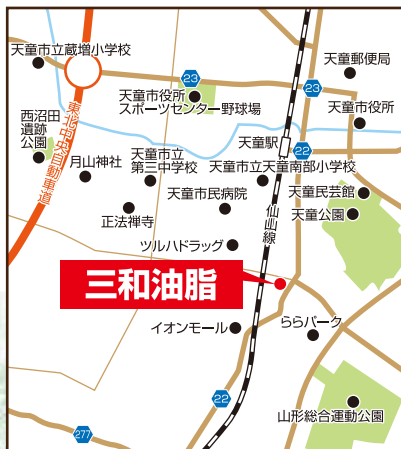 天童市立蔵増小学校
23
天童市役所
スポーツセンター野球場
天童郵便局
23
天童市役所
西沼田
遺跡
公園
東北中央自動車道
天童駅
22
月山神社
天童市立
第三中学校
天童市立天童南部小学校
天童市民病院
天童民芸館
正法禅寺
仙山線
天童公園
ツルハドラッグ
三和油脂
イオンモール
ららパーク
22
山形総合運動公園
277